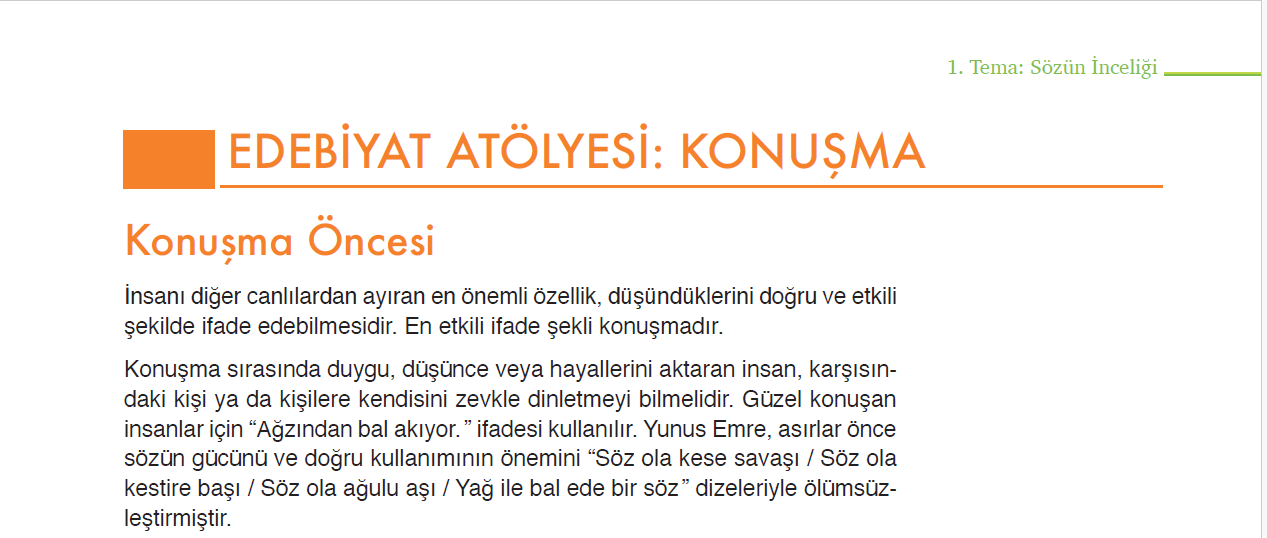 1. Tema: Sözün İnceliği
EDEBİYAT ATÖLYESİ: KONUŞMA
Konuşma Öncesi
İnsanı diğer canlılardan ayıran en önemli özellik, düşündüklerini doğru ve etkili
şekilde ifade edebilmesidir. En etkili ifade şekli konuşmadır.
Konuşma sırasında duygu, düşünce veya hayallerini aktaran insan, karşısın-
daki kişi ya da kişilere kendisini zevkle dinletmeyi bilmelidir. Güzel konuşan
insanlar için “Ağzından bal akıyor.” ifadesi kullanılır. Yunus Emre, asırlar önce
sözün gücünü ve doğru kullanımının önemini “Söz ola kese savaşı / Söz ola
kestire başı / Söz ola ağulu aşı / Yağ ile bal ede bir söz” dizeleriyle ölümsüz-
leştirmiştir.